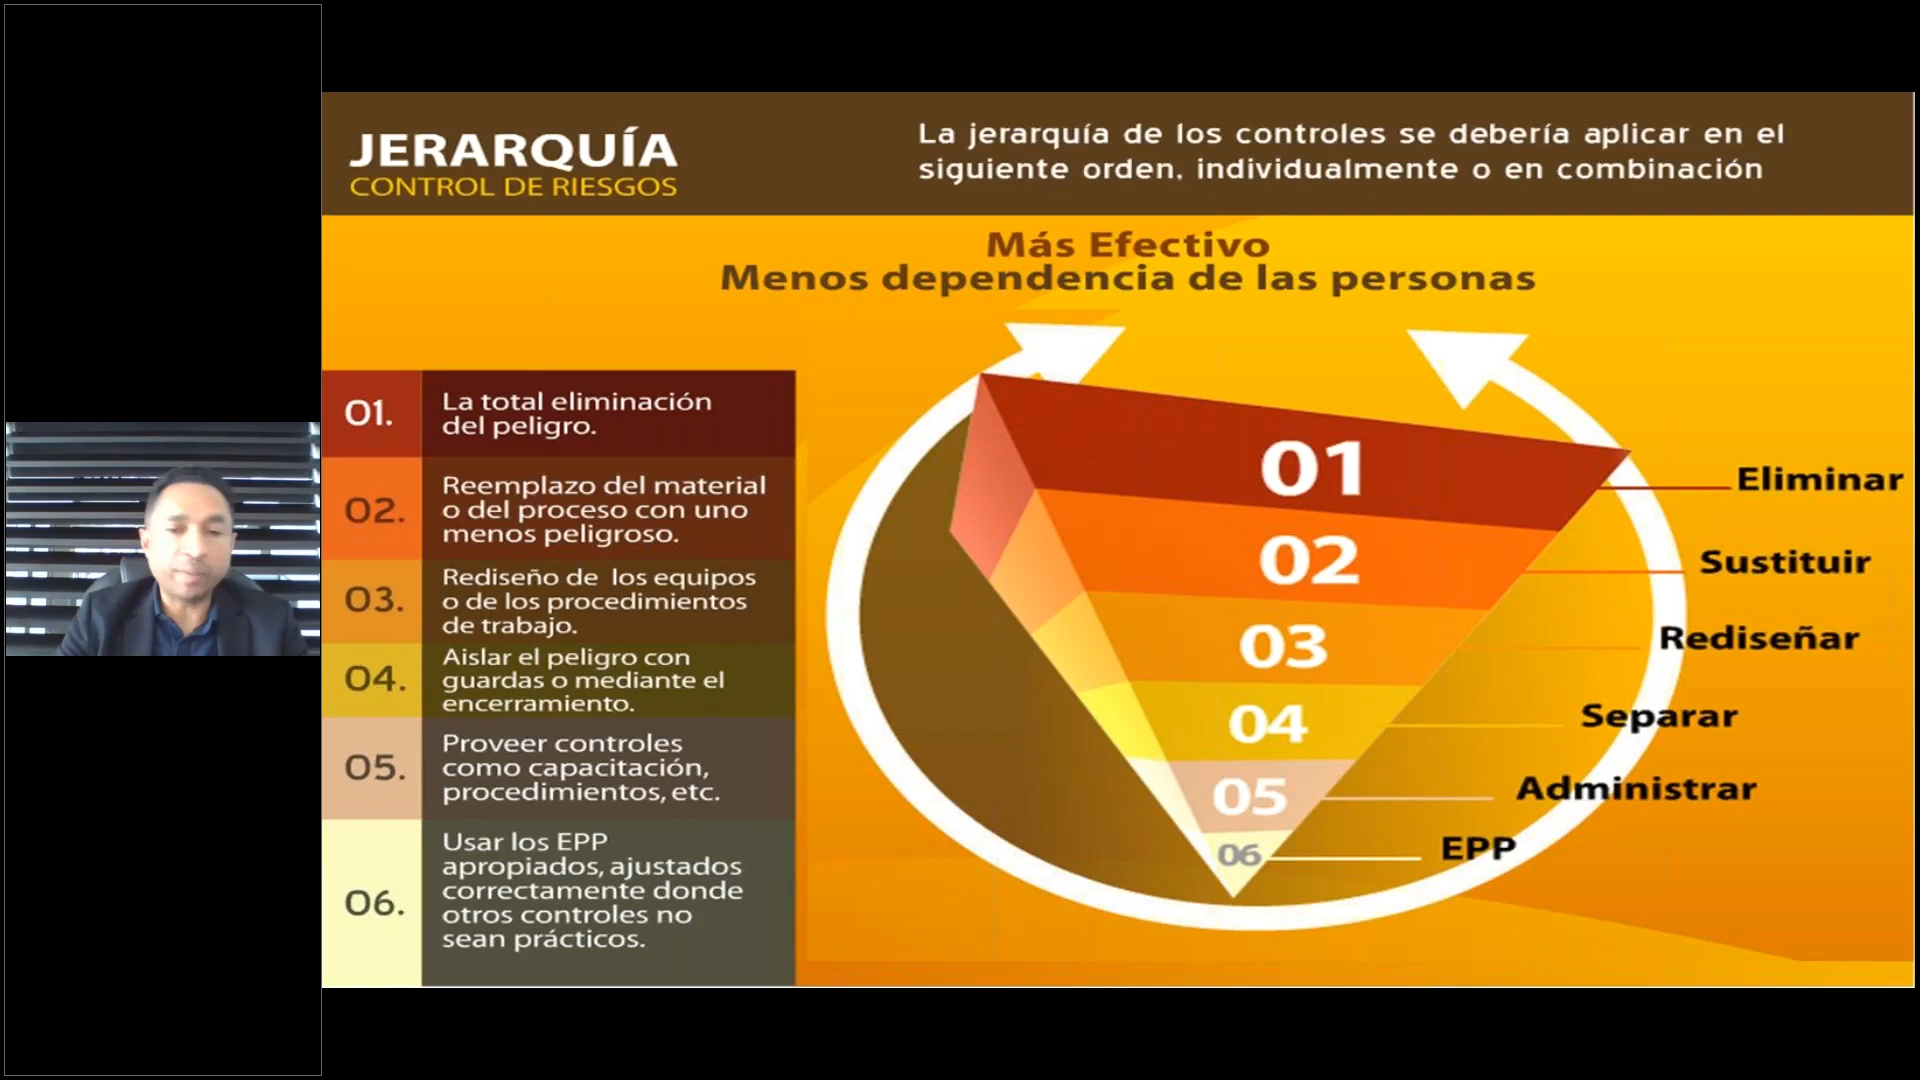 JERARQUÍA
CONTROL DE RIESGOS
La jerarquía de los controles se debería aplicar en el
siguiente orden, individualmente o en combinación
Más Efectivo
Menos dependencia de las personas
01.
La total eliminación
del peligro.
02.
Reemplazo del material
o del proceso con uno
menos peligroso.
03.
Rediseño de los equipos
o de los procedimientos
de trabajo.
04.
Aislar el peligro con
guardas o mediante el
encerramiento.
05.
Proveer controles
como capacitación,
procedimientos, etc.
06.
Usar los EPP
apropiados, ajustados
correctamente donde
otros controles no
sean prácticos.
01
Eliminar
02
Sustituir
03
Rediseñar
04
Separar
05
Administrar
06
EPP